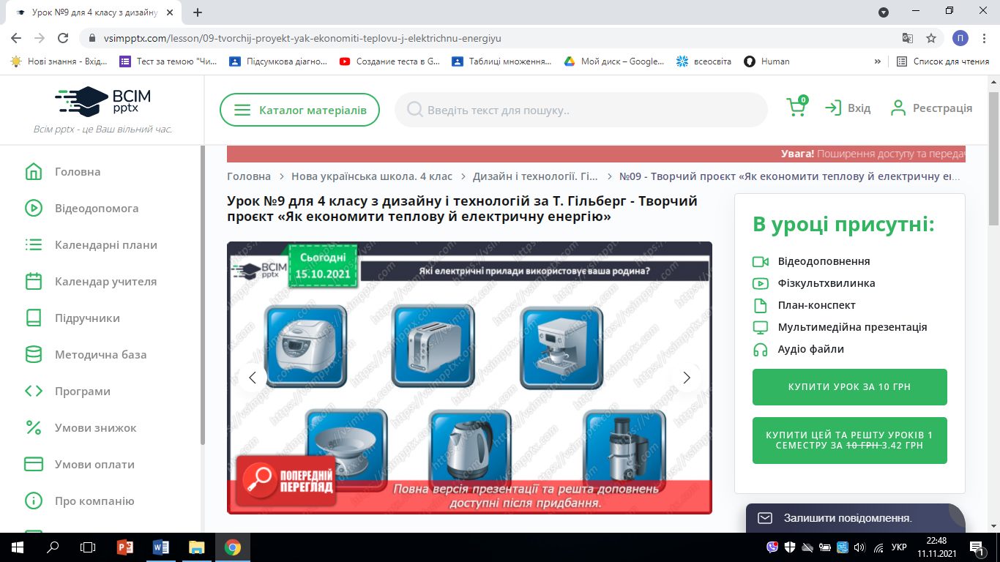 Урок №9 для 4 класу з дизайну
vsimpptx.com/lesson/09-tvorchij-proyekt-yak-ekonomiti-teplovu-j-elektrichnu-energiyu
П
Нові знання - Вхід...
Тест за темою "Чи...
Підсумкова діагно...
Создание теста в G...
Таблиці множення...
Мой диск – Google...
всеосвіта
Human
»
Список для чтения
ВСІМ
pptx
Всім pptx - це Ваш вільний час.
Каталог матеріалів
Введіть текст для пошуку..
0
Вхід
Реєстрація
Увага! Поширення доступу та переда
Головна
Відеодопомога
Календарні плани
Календар учителя
Підручники
Методична база
Програми
Умови знижок
Умови оплати
Про компанію
Головна > Нова українська школа. 4 клас > Дизайн і технології. Гі... > №09 - Творчий проєкт «Як економити теплову й електричну ен...
Урок №9 для 4 класу з дизайну і технологій за Т. Гільберг - Творчий
проєкт «Як економити теплову й електричну енергію»
ВСІМ
pptx
Сьогодні
15.10.2021
Які електричні прилади використовує ваша родина?
https://vsimpptx.com
ПОПЕРЕДНІЙ
ПЕРЕГЛЯД
Повна версія презентації та решта доповнень
доступні після придбання.
В уроці присутні:
Відеодоповнення
Фізкультхвилинка
План-конспект
Мультимедійна презентація
Аудіо файли
КУПИТИ УРОК ЗА 10 ГРН
КУПИТИ ЦЕЙ ТА РЕШТУ УРОКІВ 1
СЕМЕСТРУ ЗА 10 ГРН 3.42 ГРН
Залишити повідомлення.
УКР
22:48
11.11.2021
1